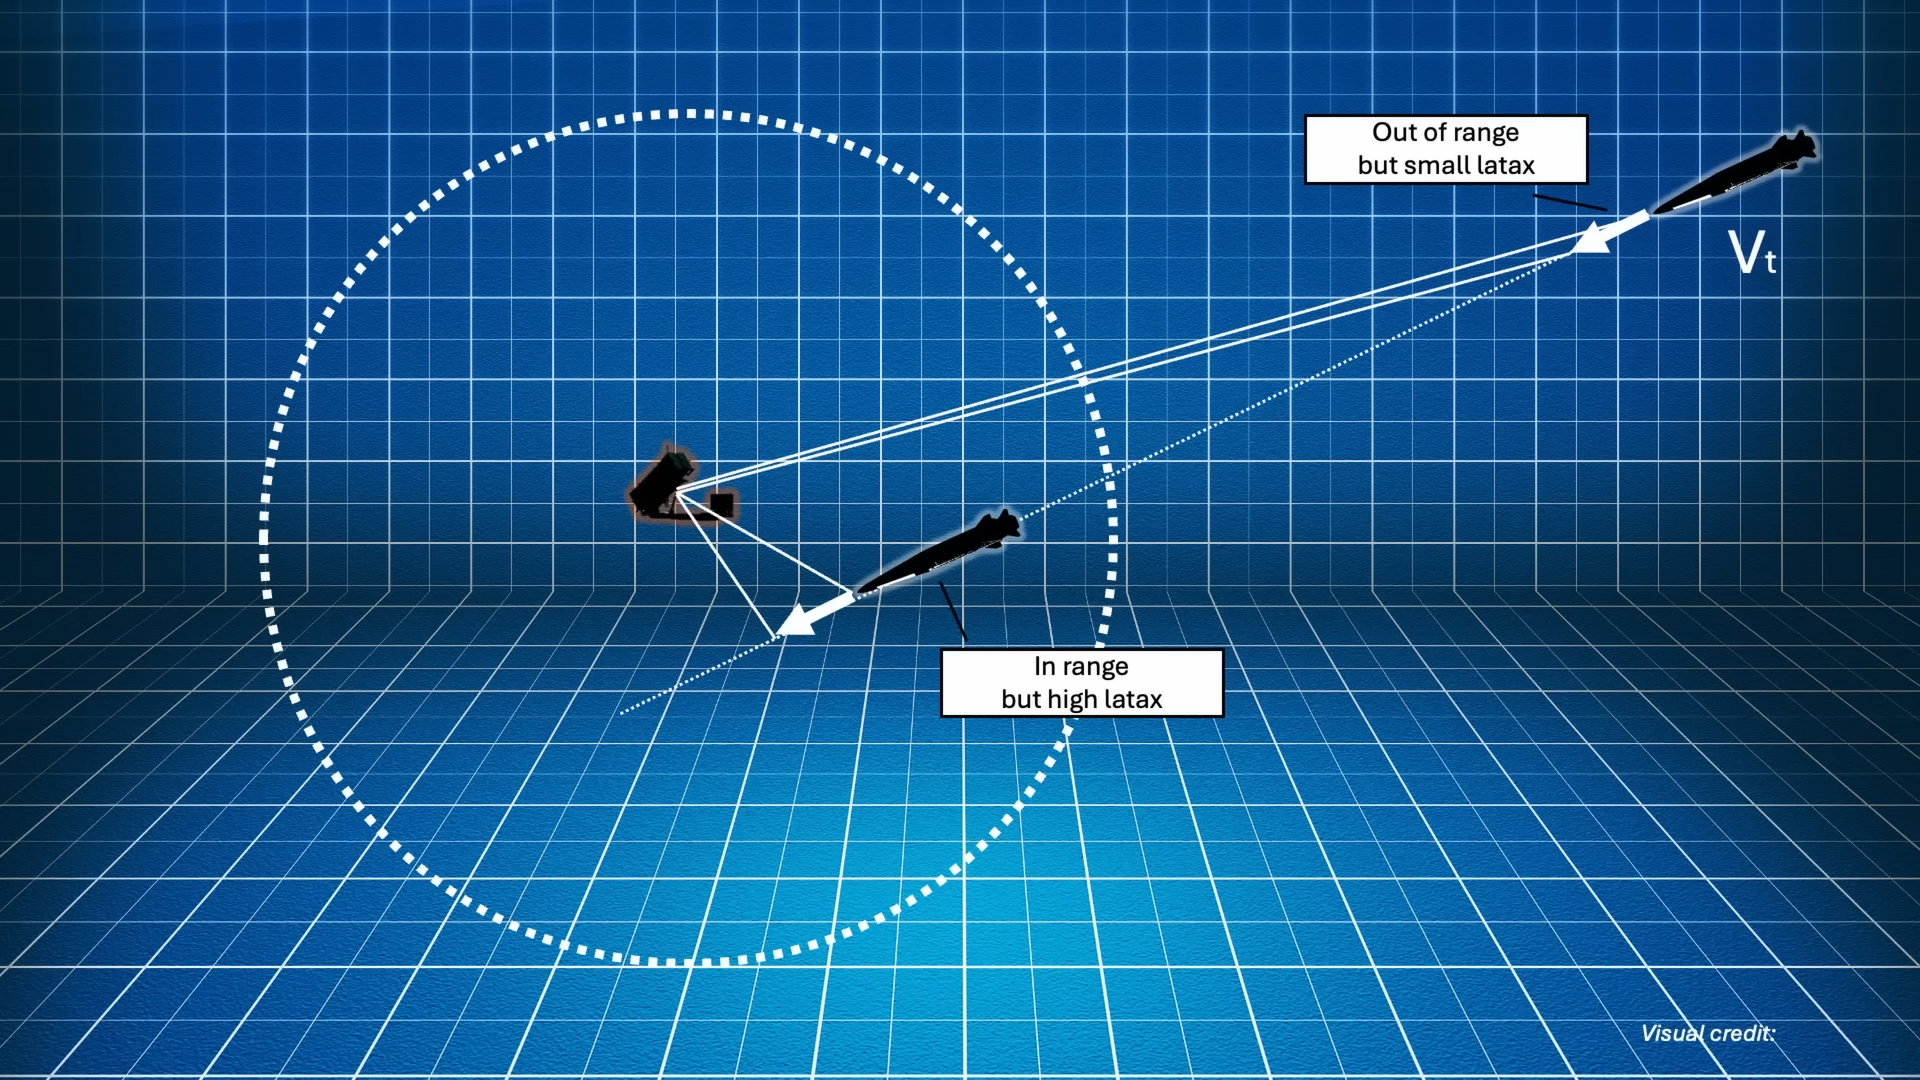 Out of range
but small latax
Vt
In range
but high latax
Visual credit: